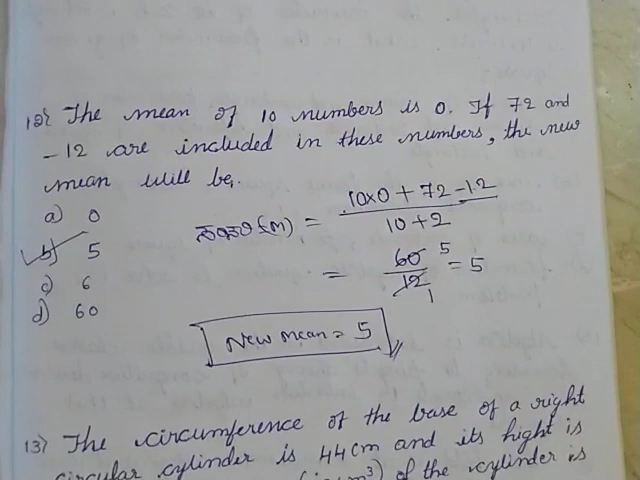 12) The mean of 10 numbers is 0. If 72 and
-12 are included in these numbers, the new
mean will be.
a) 0
b) 5
c) 6
d) 60
(m) = 10x0 + 72 - 12 / 10 + 2
= 60 5 / 12 1 = 5
New mean = 5
13) The circumference of the base of a right
circular cylinder is 44 cm and its hight is
of the cylinder is